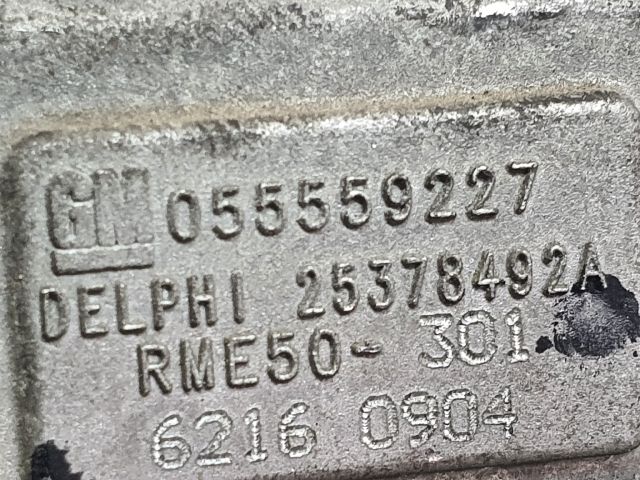 GM 055559227
DELPHI 25378492A
RME50- 301
6216 0904